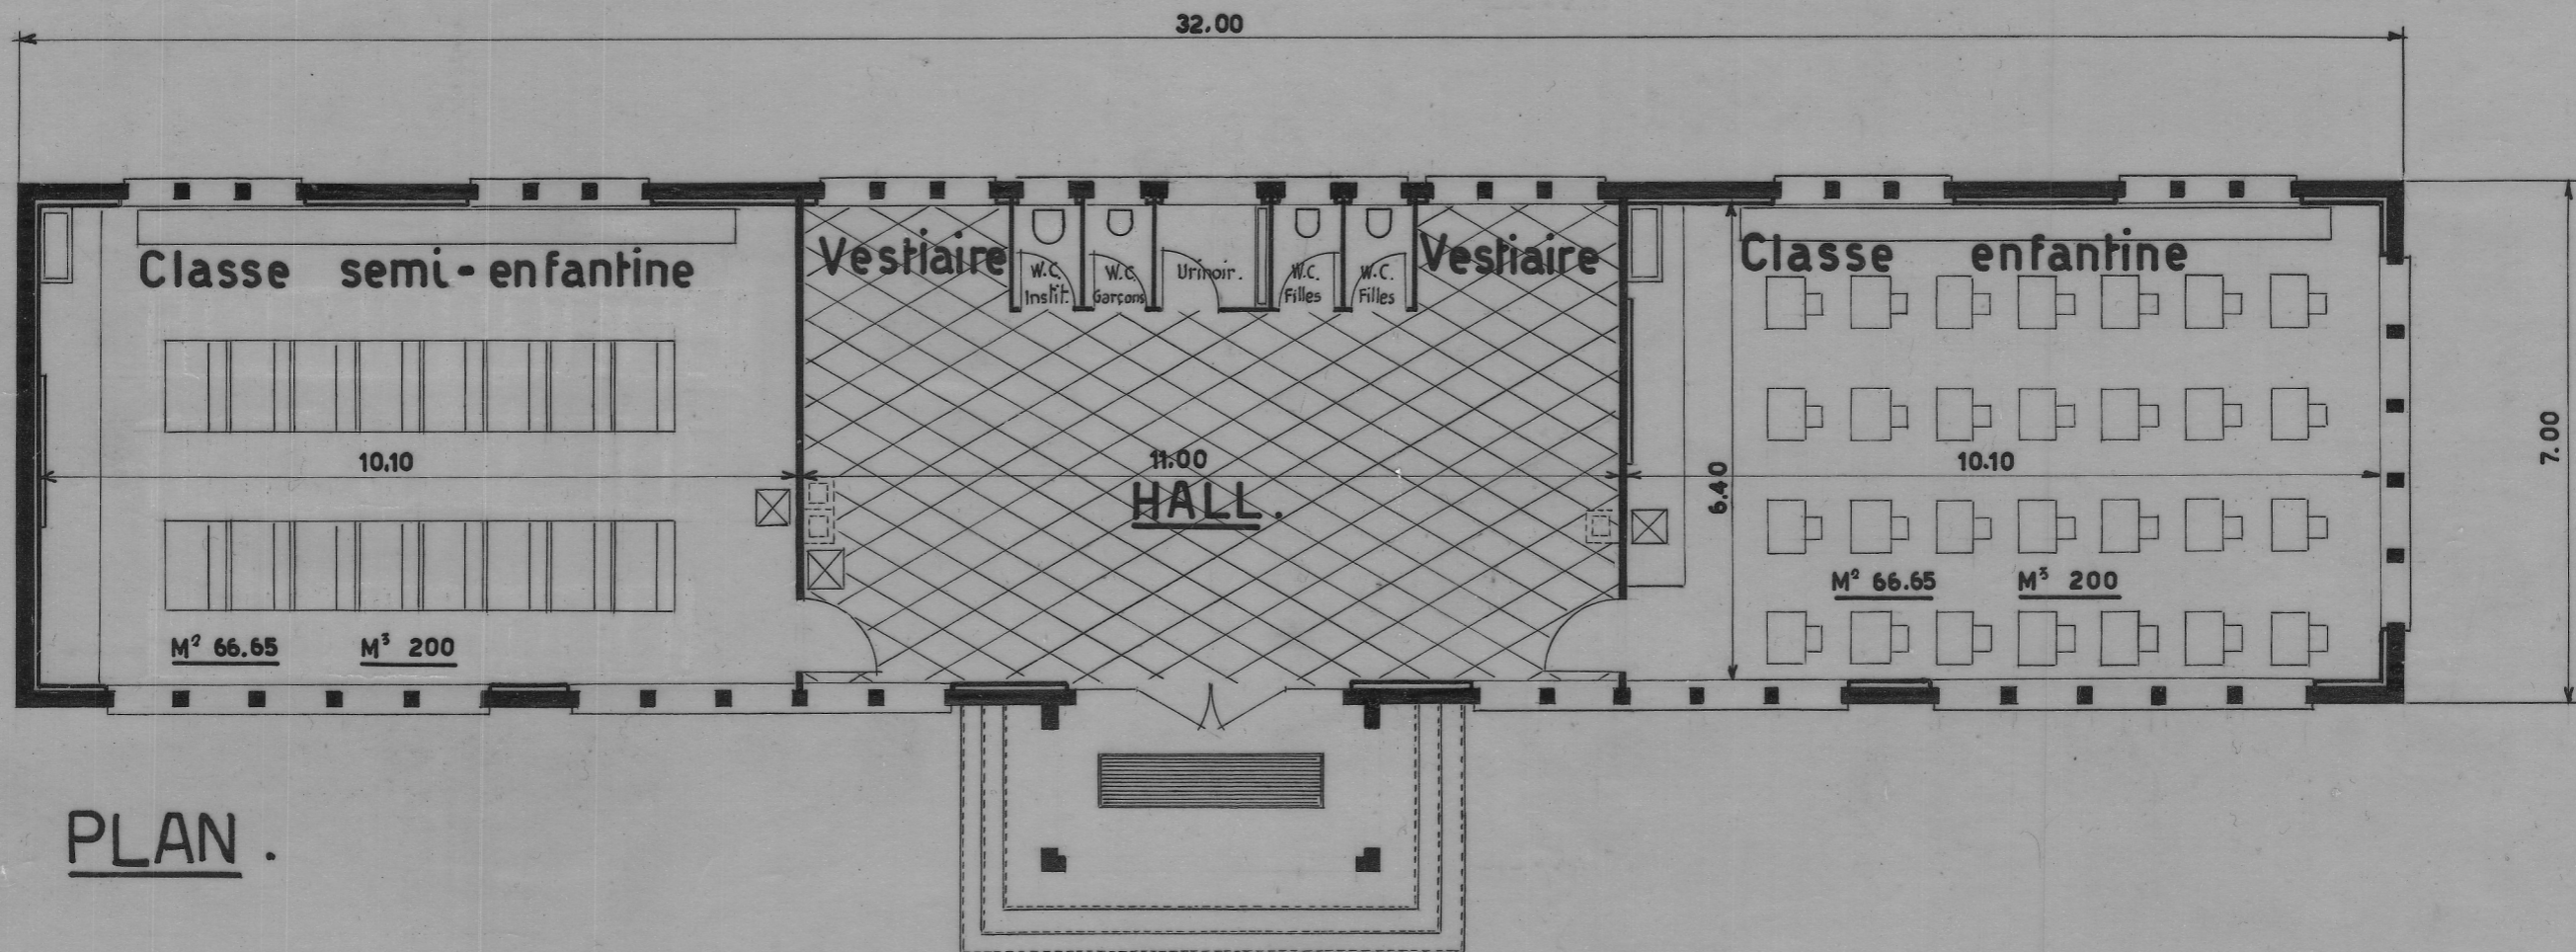 32.00
Classe semi-enfantine
Vestiaire
W.C.
Instit.
W.C.
Garçons
Urinoir.
W.C.
Filles
W.C.
Filles
Vestiaire
Classe enfantine
10.10
11.00
10.10
6.40
7.00
HALL.
M² 66.65 M³ 200
M² 66.65 M³ 200
PLAN.